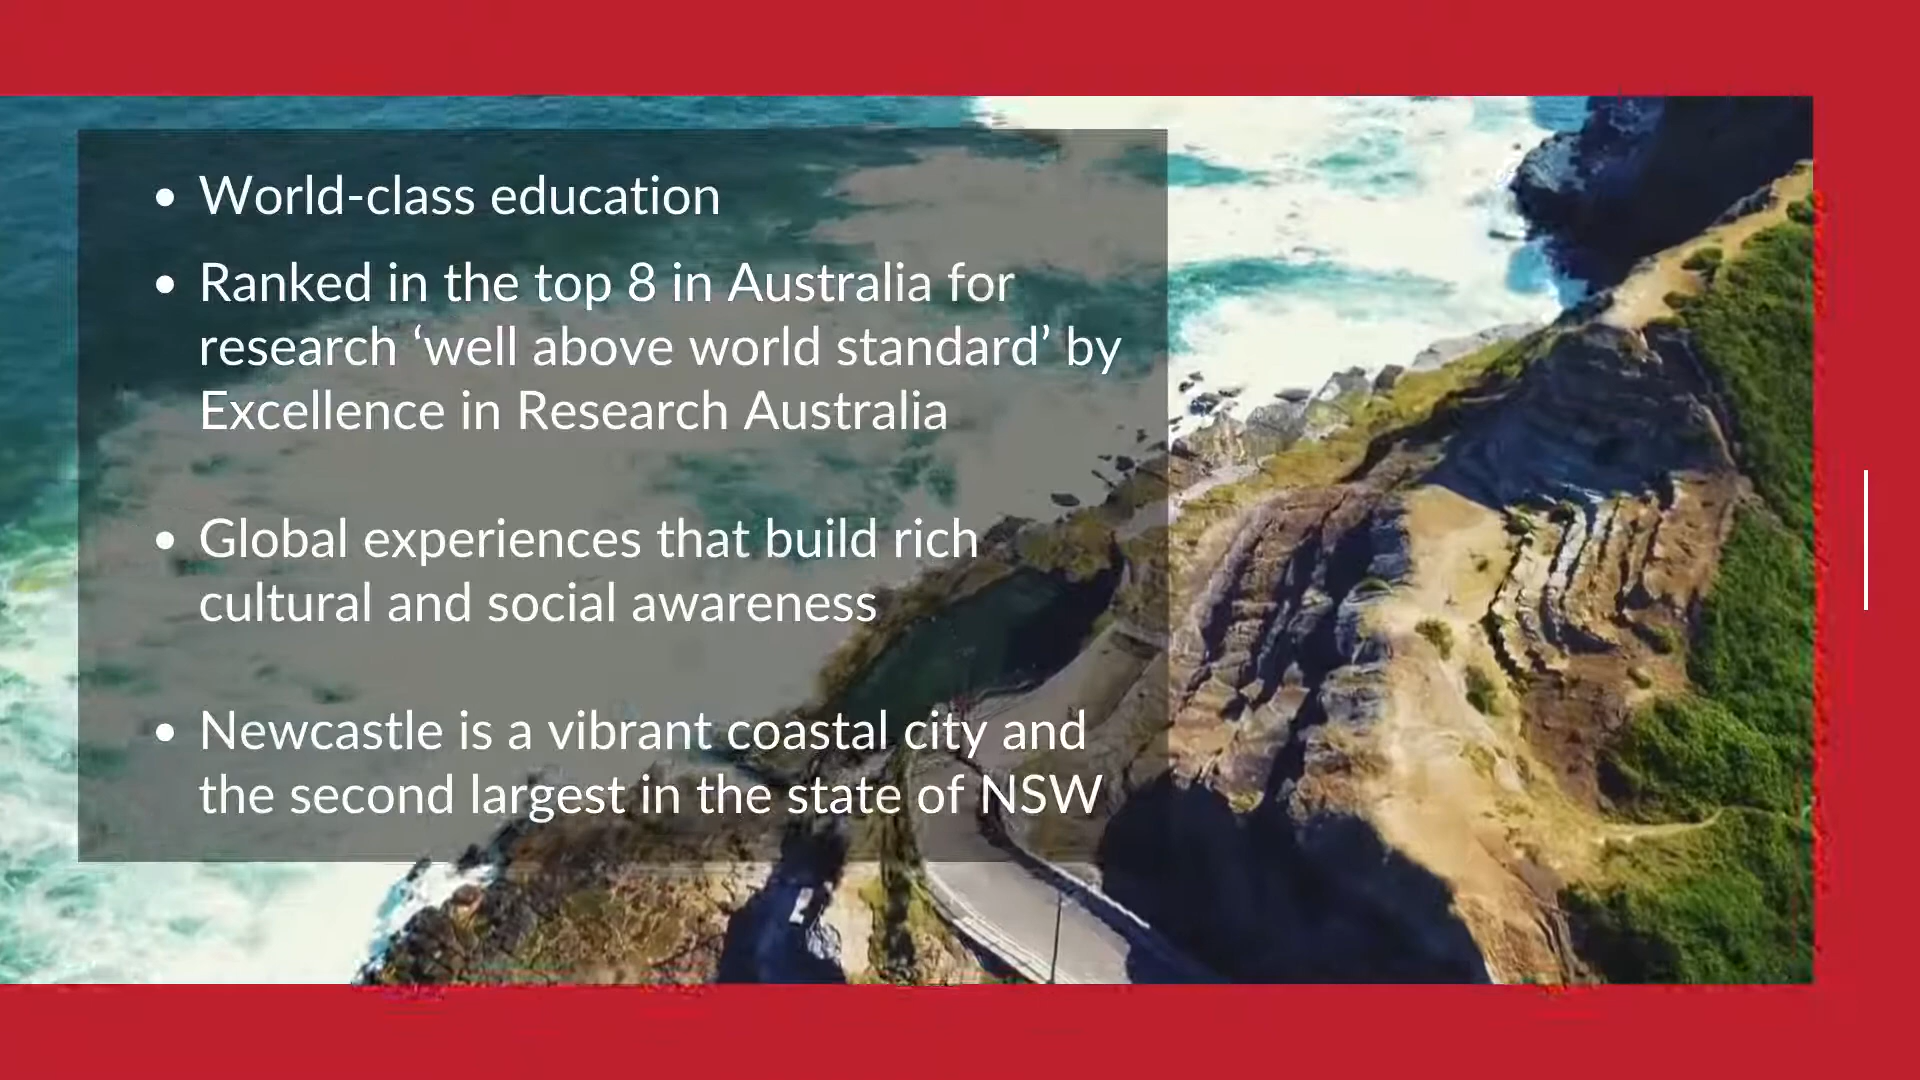 • World-class education
• Ranked in the top 8 in Australia for
research ‘well above world standard’ by
Excellence in Research Australia
• Global experiences that build rich
cultural and social awareness
• Newcastle is a vibrant coastal city and
the second largest in the state of NSW